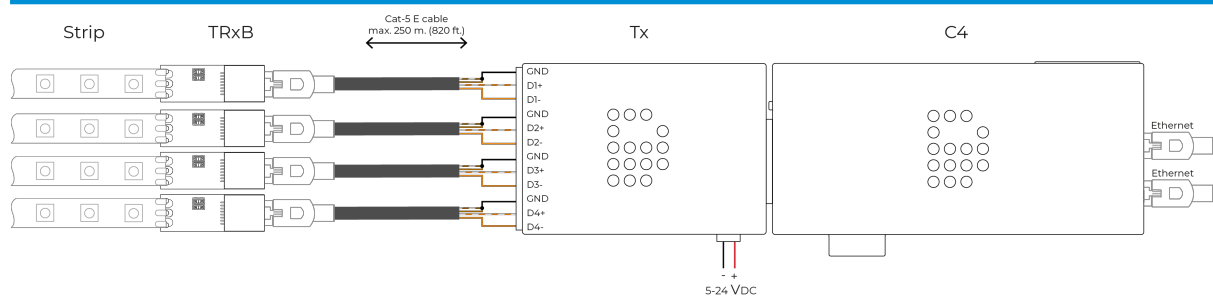 Strip
TRxB
Cat-5 E cable
max. 250 m. (820 ft.)
Tx
C4
GND
D1+
D1-
GND
D2+
D2-
GND
D3+
D3-
GND
D4+
D4-
Ethernet
Ethernet
- +
5-24 VDC